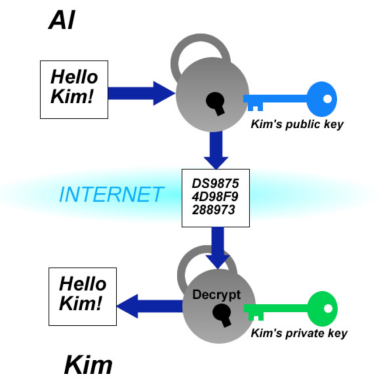 Al
Hello
Kim!
Kim's public key
INTERNET
DS9875
4D98F9
288973
Decrypt
Hello
Kim!
Kim's private key
Kim